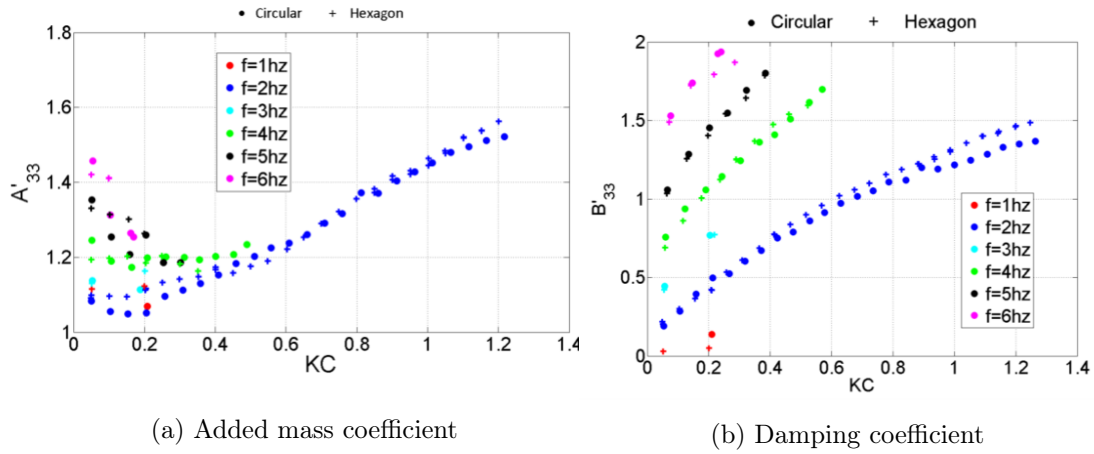 ● Circular + Hexagon
1.8
1.6
1.4
1.2
1
A'33
f=1hz
f=2hz
f=3hz
f=4hz
f=5hz
f=6hz
0 0.2 0.4 0.6 0.8 1.0 1.2 1.4
KC
(a) Added mass coefficient
● Circular + Hexagon
2
1.5
1
0.5
0
B'33
f=1hz
f=2hz
f=3hz
f=4hz
f=5hz
f=6hz
0 0.2 0.4 0.6 0.8 1.0 1.2 1.4
KC
(b) Damping coefficient